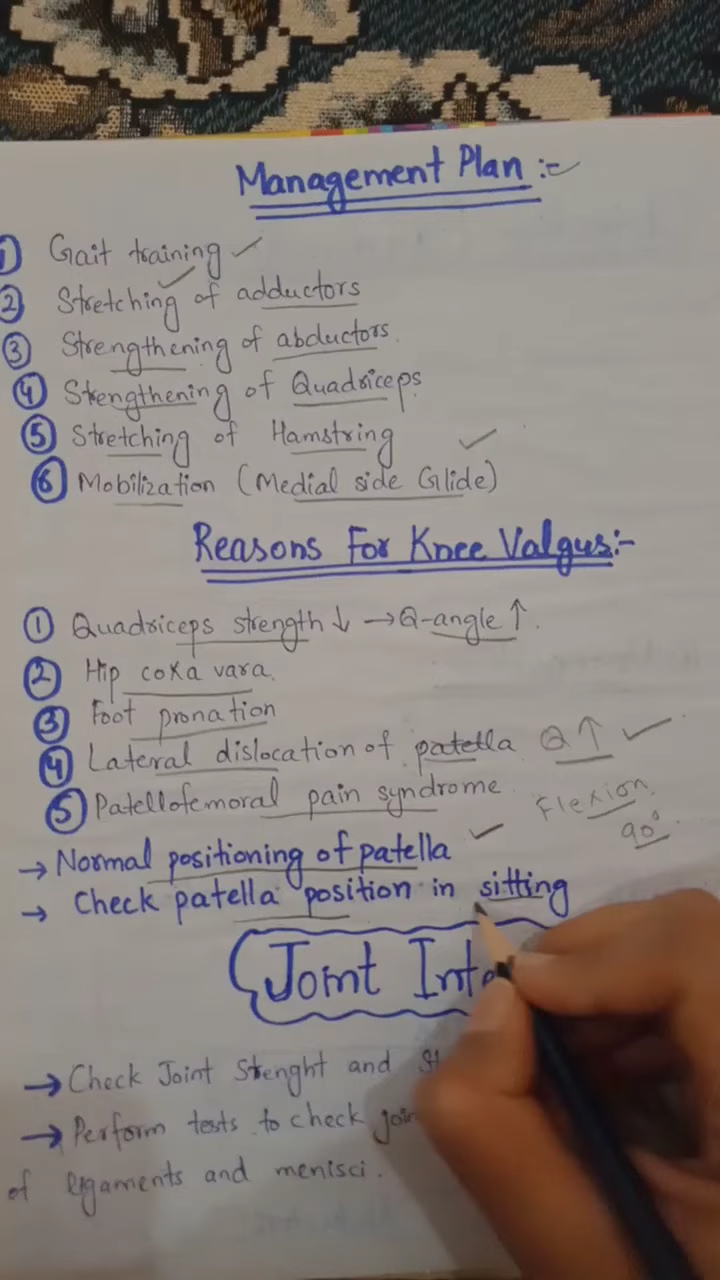 Management Plan :-
1 Gait training ✓
2 Stretching of adductors
3 Strengthening of abductors.
4 Strengthening of Quadriceps
5 Stretching of Hamstring
6 Mobilization (Medial side Glide)
Reasons For Knee Valgus:-
1 Quadriceps strength ↓ → Q-angle ↑.
2 Hip coxa vara.
3 Foot pronation
4 Lateral dislocation of patella Q ↑ ✓
5 Patellofemoral pain syndrome. Flexion
90°
→ Normal positioning of patella ✓
→ Check patella position in sitting
Joint
→ Check Joint Strenght and
→ Perform tests to check
of ligaments and menisci.